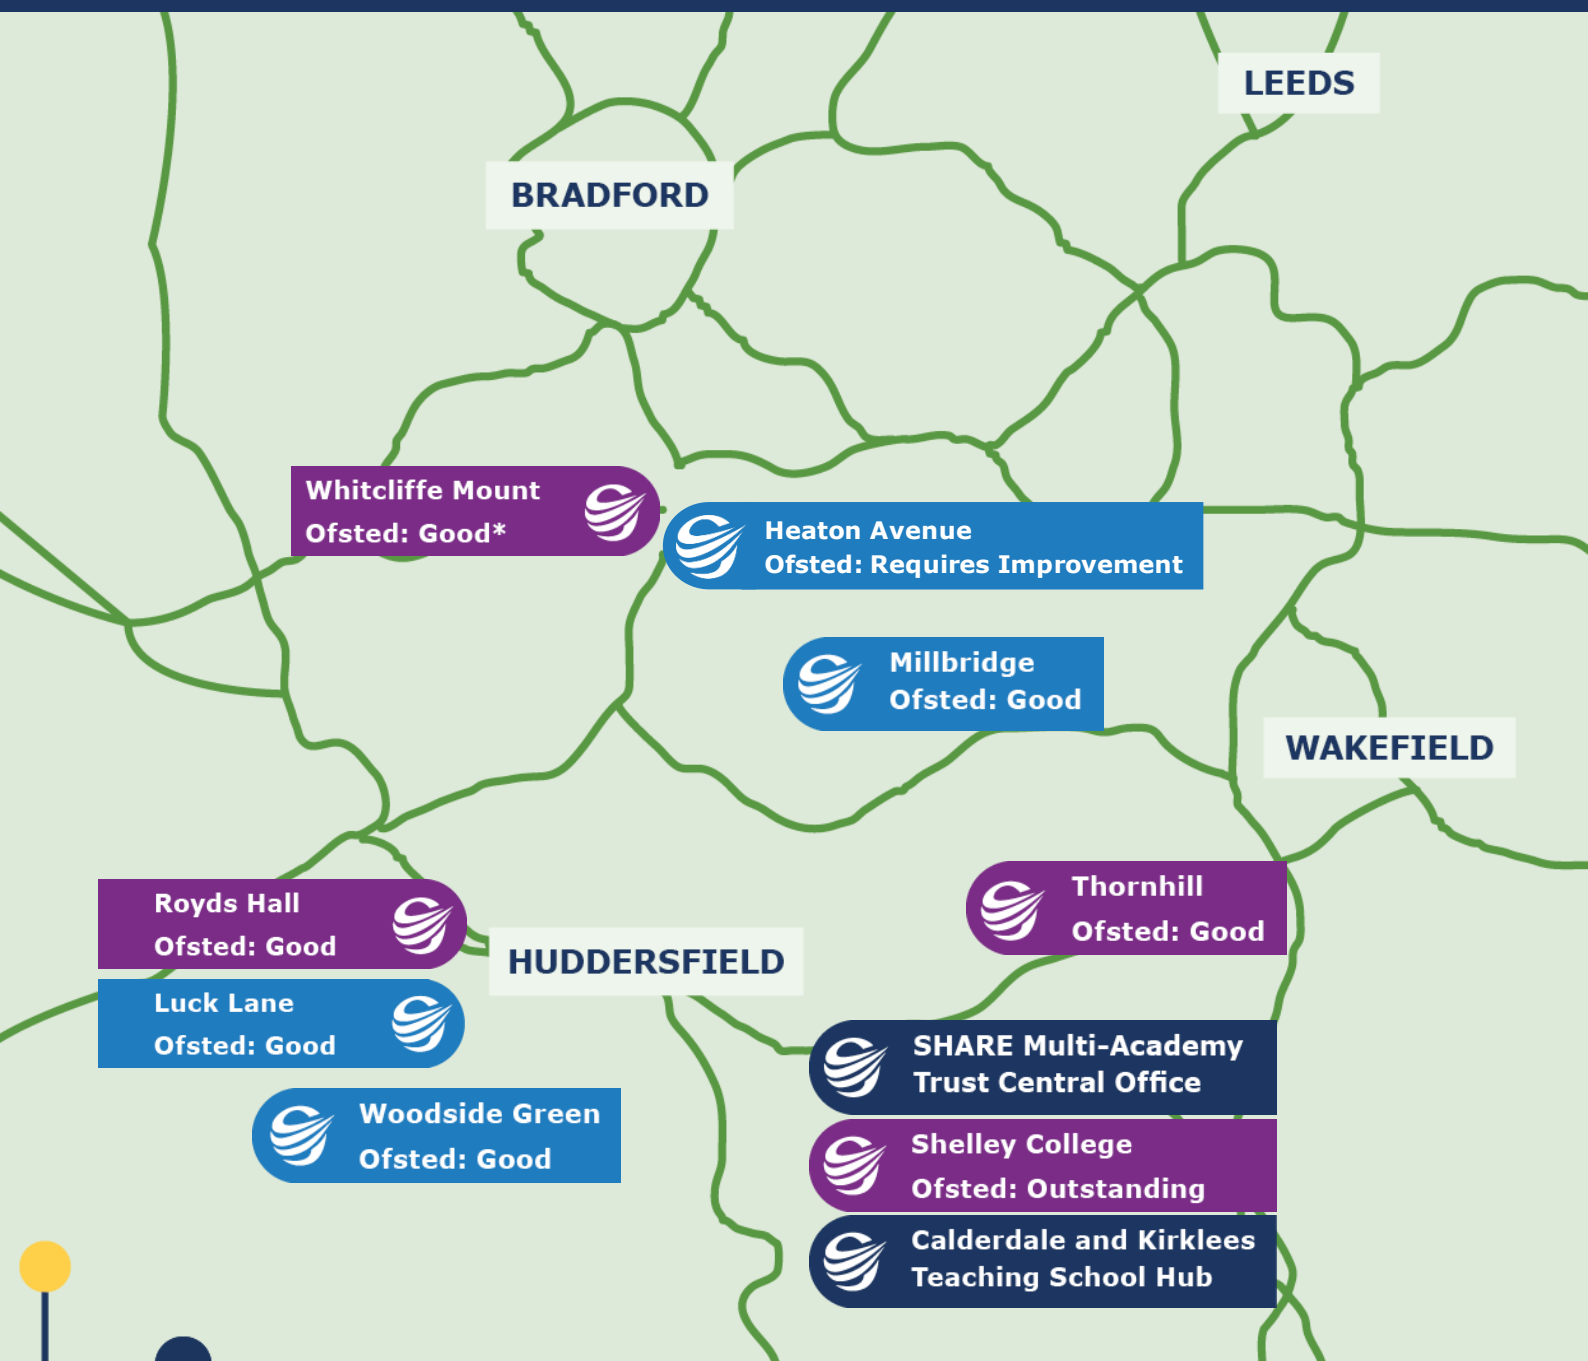 LEEDS
BRADFORD
Whitcliffe Mount
Ofsted: Good*
Heaton Avenue
Ofsted: Requires Improvement
Millbridge
Ofsted: Good
WAKEFIELD
Thornhill
Ofsted: Good
Royds Hall
Ofsted: Good
HUDDERSFIELD
Luck Lane
Ofsted: Good
SHARE Multi-Academy
Trust Central Office
Woodside Green
Ofsted: Good
Shelley College
Ofsted: Outstanding
Calderdale and Kirklees
Teaching School Hub